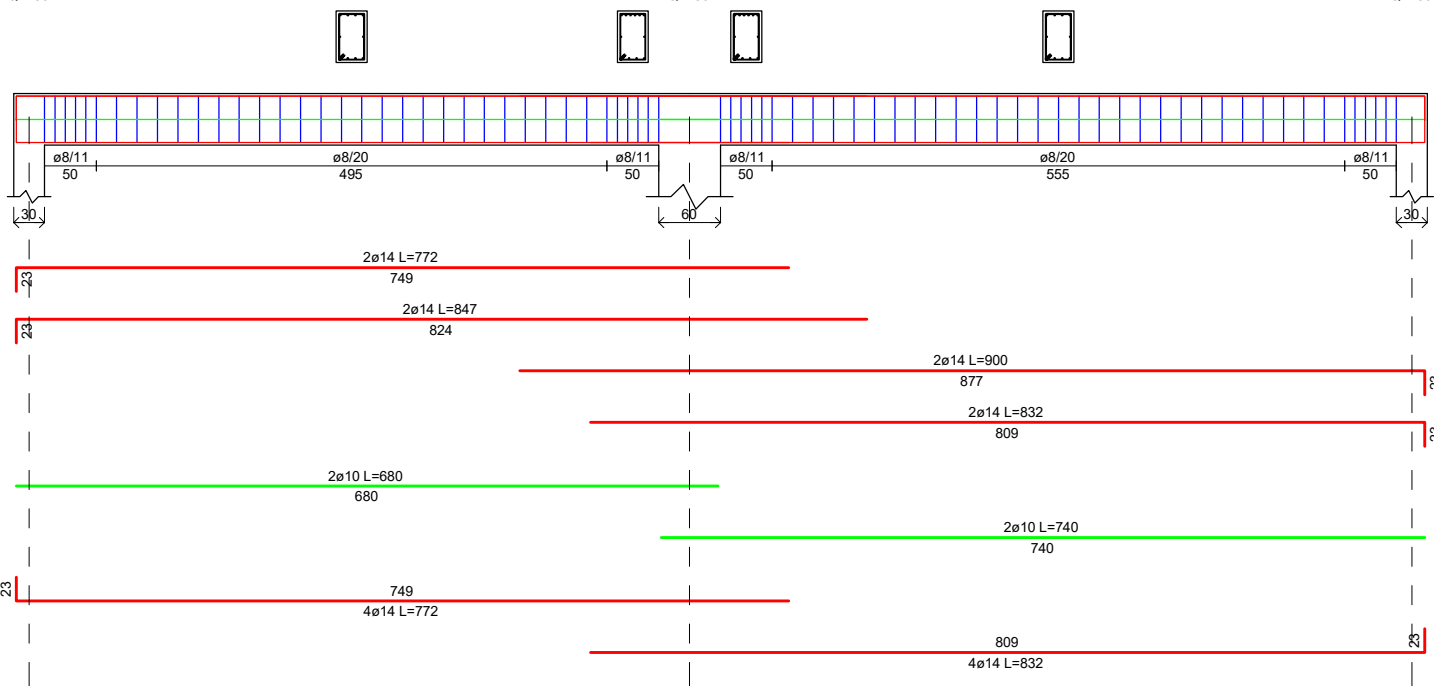 ø8/11 ø8/20 ø8/11 ø8/11 ø8/20 ø8/11
50 495 50 50 555 50
30 60 30
2ø14 L=772
23 749
2ø14 L=847
23 824
2ø14 L=900
877
2ø14 L=832
809
2ø10 L=680
680
2ø10 L=740
740
23 749
4ø14 L=772
809 23
4ø14 L=832